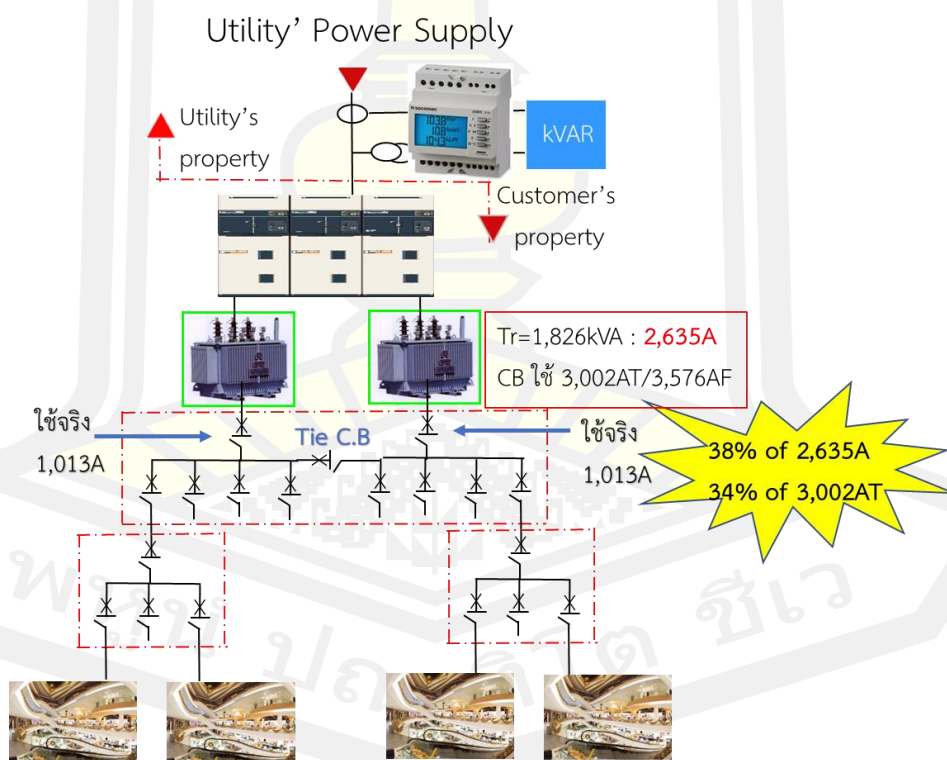 Utility' Power Supply
Utility's
property
kVAR
Customer's
property
Tr=1,826kVA : 2,635A
CB ใช้ 3,002AT/3,576AF
ใช้จริง
1,013A
Tie C.B
ใช้จริง
1,013A
38% of 2,635A
34% of 3,002AT